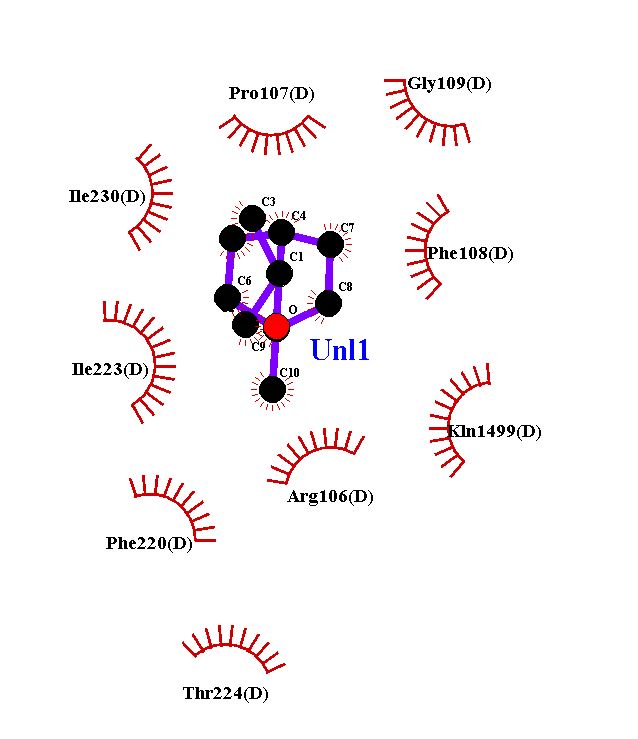 Gly109(D)
Pro107(D)
Ile230(D)
C3
C4
C7
C1
Phe108(D)
C6
C8
O
C9
Unl1
Ile223(D)
C10
Kln1499(D)
Arg106(D)
Phe220(D)
Thr224(D)